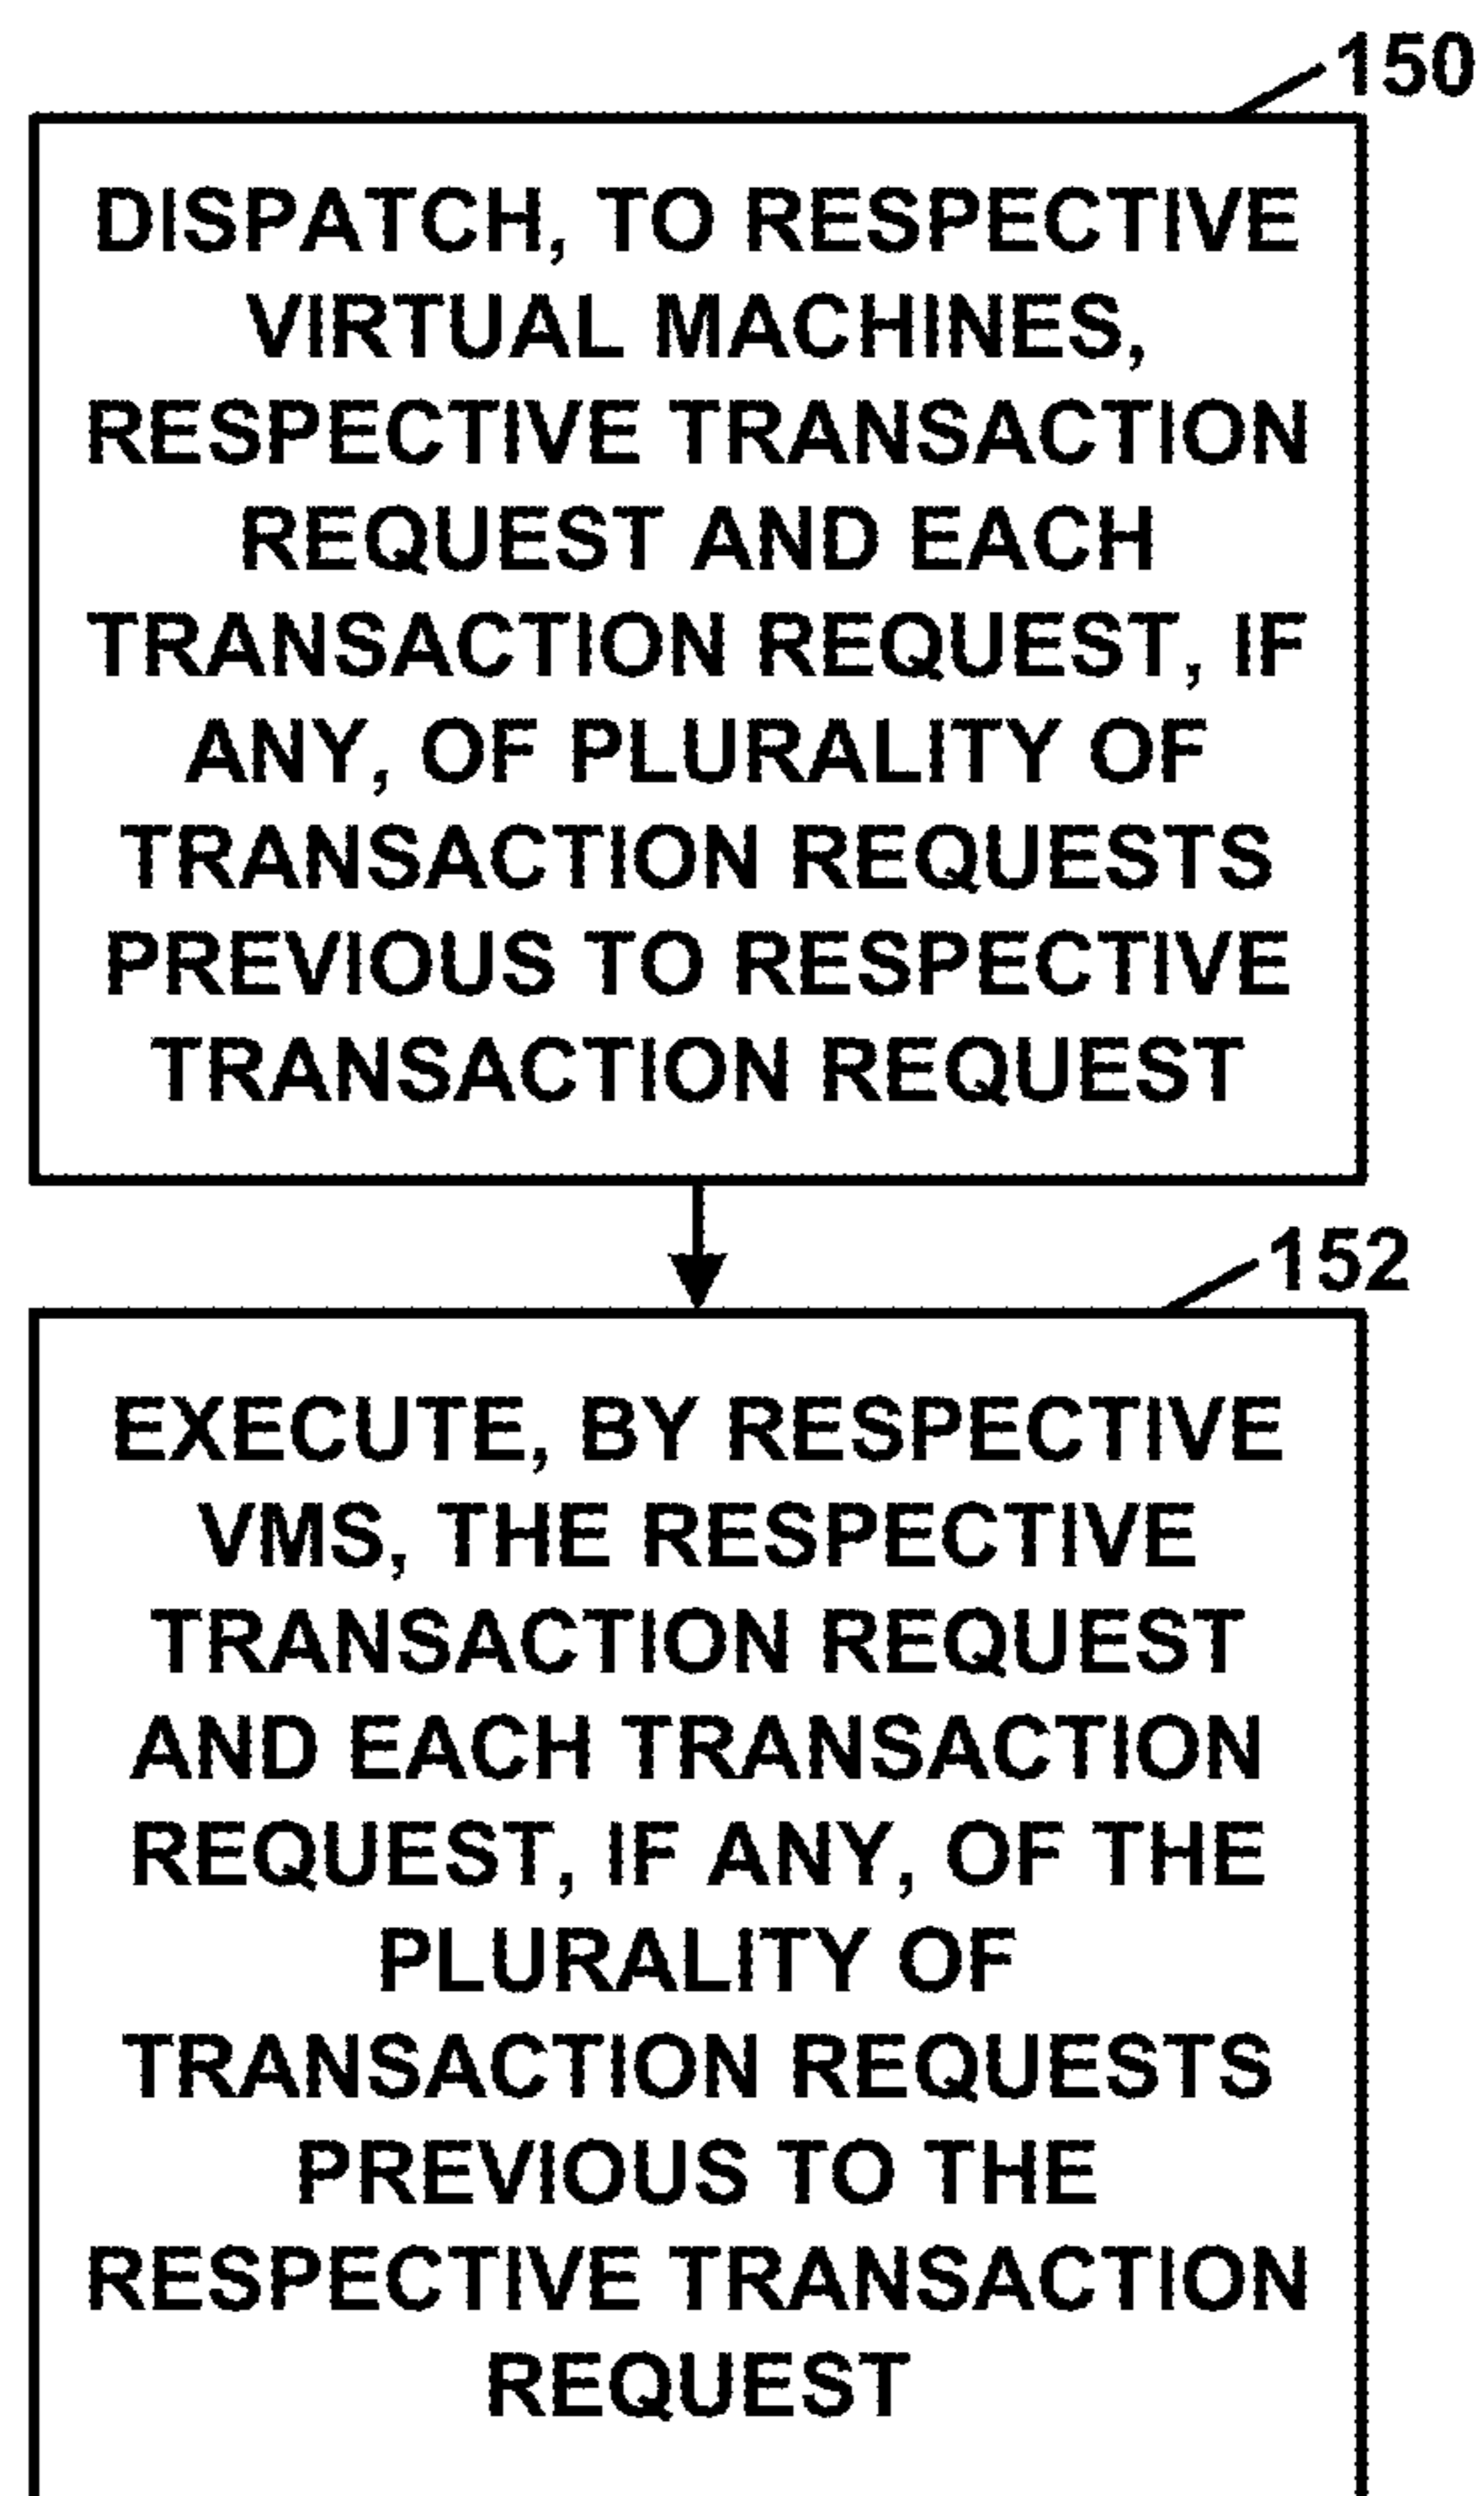 150
DISPATCH, TO RESPECTIVE
VIRTUAL MACHINES,
RESPECTIVE TRANSACTION
REQUEST AND EACH
TRANSACTION REQUEST, IF
ANY, OF PLURALITY OF
TRANSACTION REQUESTS
PREVIOUS TO RESPECTIVE
TRANSACTION REQUEST
152
EXECUTE, BY RESPECTIVE
VMS, THE RESPECTIVE
TRANSACTION REQUEST
AND EACH TRANSACTION
REQUEST, IF ANY, OF THE
PLURALITY OF
TRANSACTION REQUESTS
PREVIOUS TO THE
RESPECTIVE TRANSACTION
REQUEST